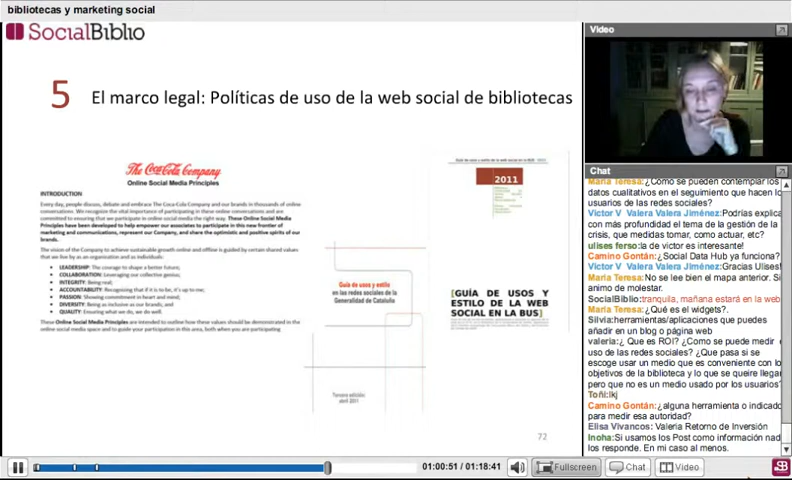 bibliotecas y marketing social
SocialBiblio
5
El marco legal: Políticas de uso de la web social de bibliotecas
The Coca-Cola Company
Online Social Media Principles
INTRODUCTION
Every day, people discuss, debate and embrace The Coca-Cola Company and our brands in thousands of online
conversations. We recognize the vital importance of participating in these online conversations and are
committed to ensuring that we participate in online social media the right way. These Online Social Media
Principles have been developed to help empower our associates to participate in this new frontier of
marketing and communications, represent our Company, and share the optimistic and positive spirits of our
brands.
The vision of the Company to achieve sustainable growth online and offline is guided by certain shared values
that we live by as an organization and as individuals:
• LEADERSHIP: The courage to shape a better future;
• COLLABORATION: Leveraging our collective genius;
• INTEGRITY: Being real;
• ACCOUNTABILITY: Recognizing that if it is to be, it's up to me;
• PASSION: Showing commitment in heart and mind;
• DIVERSITY: Being as inclusive as our brands; and
• QUALITY: Ensuring what we do, we do well.
These Online Social Media Principles are intended to outline how these values should be demonstrated in the
online social media space and to guide your participation in this area, both when you are participating
Guía de usos y estilo
en las redes sociales de la
Generalidad de Cataluña
Tercera edición:
abril 2011
2011
[GUÍA DE USOS Y
ESTILO DE LA WEB
SOCIAL EN LA BUS]
72
Video
Chat
Maria Teresa:¿Como se pueden contemplar los
datos cualitativos en el seguimiento que hacen lo
usuarios de las redes sociales?
Victor V Valera Valera Jiménez: Podrías explica
con más profundidad el tema de la gestión de la
crisis, que medidas tomar, como actuar, etc?
ulises ferso:la de victor es interesante!
Camino Gontán:¿Social Data Hub ya funciona?
Victor V Valera Valera Jiménez:Gracias Ulises!
Maria Teresa:No se lee bien el mapa anterior. Si
animo de molestar.
SocialBiblio:tranquila, mañana estará en la web
Maria Teresa:¿Qué es el widgets?.
Silvia:herramientas/aplicaciones que puedes
añadir en un blog o página web
valeria:¿ Que es ROI? ¿Como se puede medir
uso de las redes sociales? ¿Que pasa si se
escoge usar un medio que es conveniente con lo
objetivos de la biblioteca y lo que se queire llega
pero que no es un medio usado por los usuarios?
Toñi:lkj
Camino Gontán:¿alguna herramienta o indicado
para medir esa autoridad?
Elisa Vivancos: Valeria Retorno de Inversión
Inoha:Si usamos los Post como información nad
los responde. En mi caso al menos.
01:00:51 / 01:18:41
Fullscreen
Chat
Video
SB